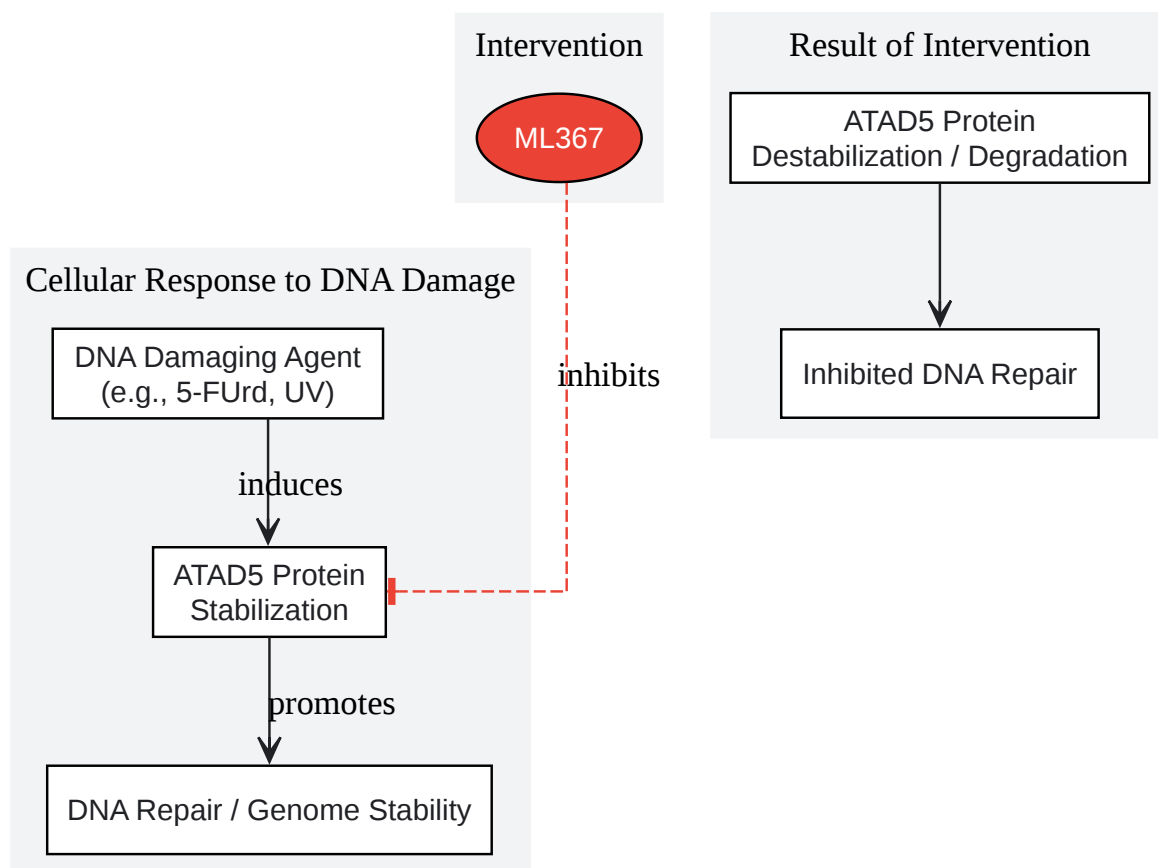 Intervention
ML367
inhibits
Result of Intervention
ATAD5 Protein
Destabilization / Degradation
Inhibited DNA Repair
Cellular Response to DNA Damage
DNA Damaging Agent
(e.g., 5-FUrd, UV)
induces
ATAD5 Protein
Stabilization
promotes
DNA Repair / Genome Stability